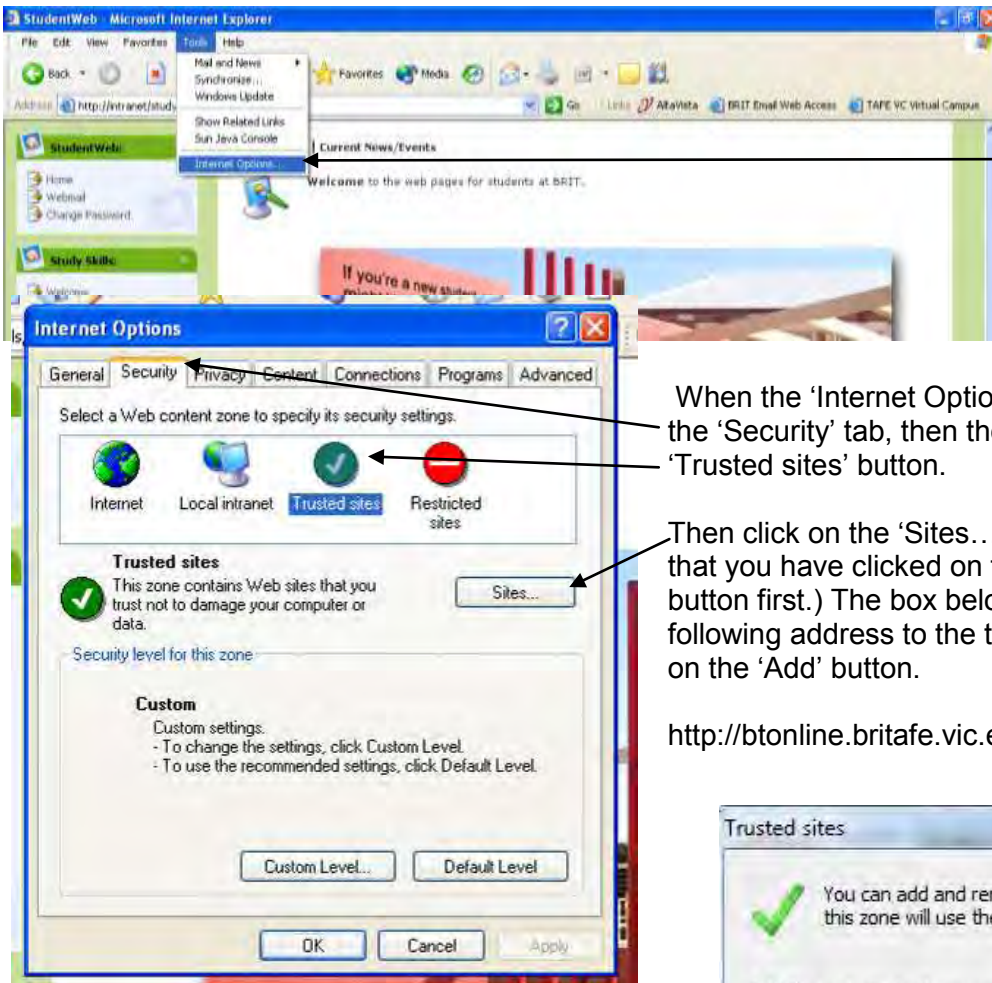 StudentWeb - Microsoft Internet Explorer
File Edit View Favorites Tools Help
Back Favorites Media
Mail and News
Synchronize...
Windows Update
Show Related Links
Sun Java Console
Internet Options...
Address http://intranet/stud Go Links AltaVista BRIT Email Web Access TAFE VC Virtual Campus
StudentWeb:
Home
Webmail
Change Password
Study Skills:
Welcome
Current News/Events
Welcome to the web pages for students at BRIT.
If you're a new student
Internet Options
General Security Privacy Content Connections Programs Advanced
Select a Web content zone to specify its security settings.
Internet Local intranet Trusted sites Restricted sites
Trusted sites
This zone contains Web sites that you
trust not to damage your computer or
data.
Sites...
Security level for this zone
Custom
Custom settings.
- To change the settings, click Custom Level.
- To use the recommended settings, click Default Level.
Custom Level... Default Level
OK Cancel Apply
When the ‘Internet Optio
the ‘Security’ tab, then the
‘Trusted sites’ button.
Then click on the ‘Sites…
that you have clicked on
button first.) The box belo
following address to the t
on the ‘Add’ button.
http://btonline.britafe.vic.e
Trusted sites
You can add and rem
this zone will use the